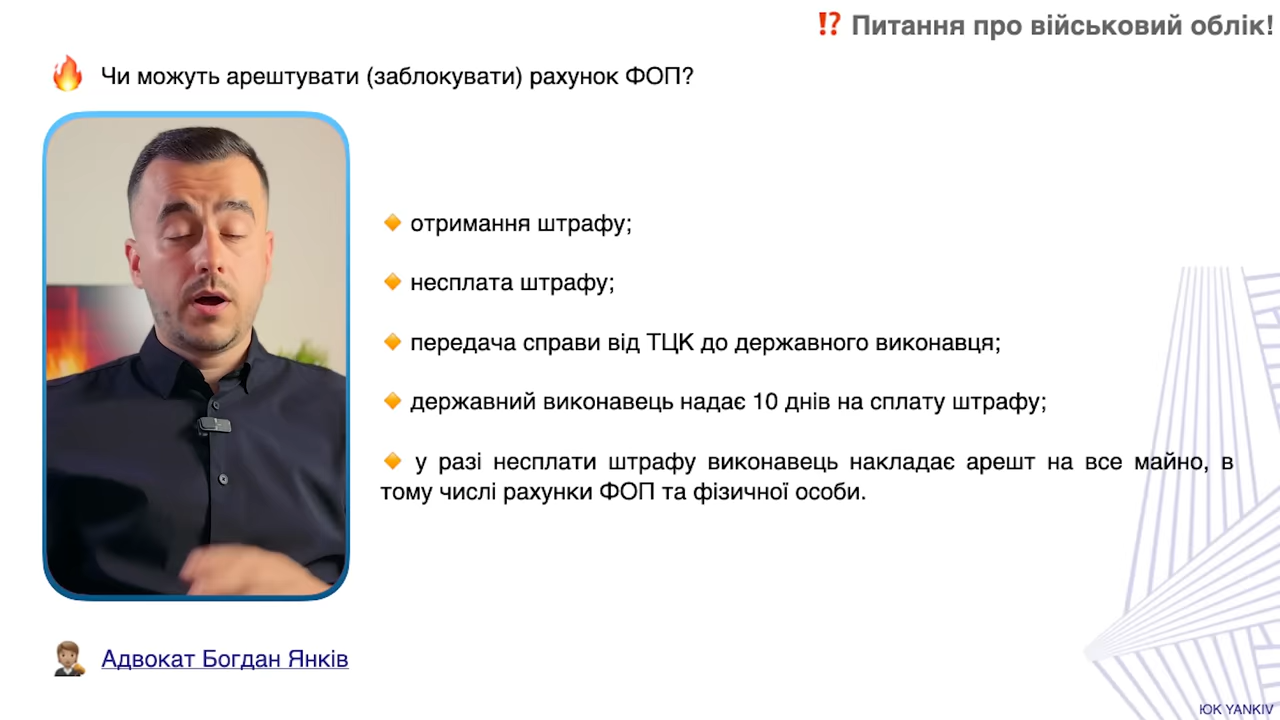 ⁉️ Питання про військовий облік!
🔥 Чи можуть арештувати (заблокувати) рахунок ФОП?
🔸 отримання штрафу;
🔸 несплата штрафу;
🔸 передача справи від ТЦК до державного виконавця;
🔸 державний виконавець надає 10 днів на сплату штрафу;
🔸 у разі несплати штрафу виконавець накладає арешт на все майно, в
тому числі рахунки ФОП та фізичної особи.
Адвокат Богдан Янків
ЮК YANKIV